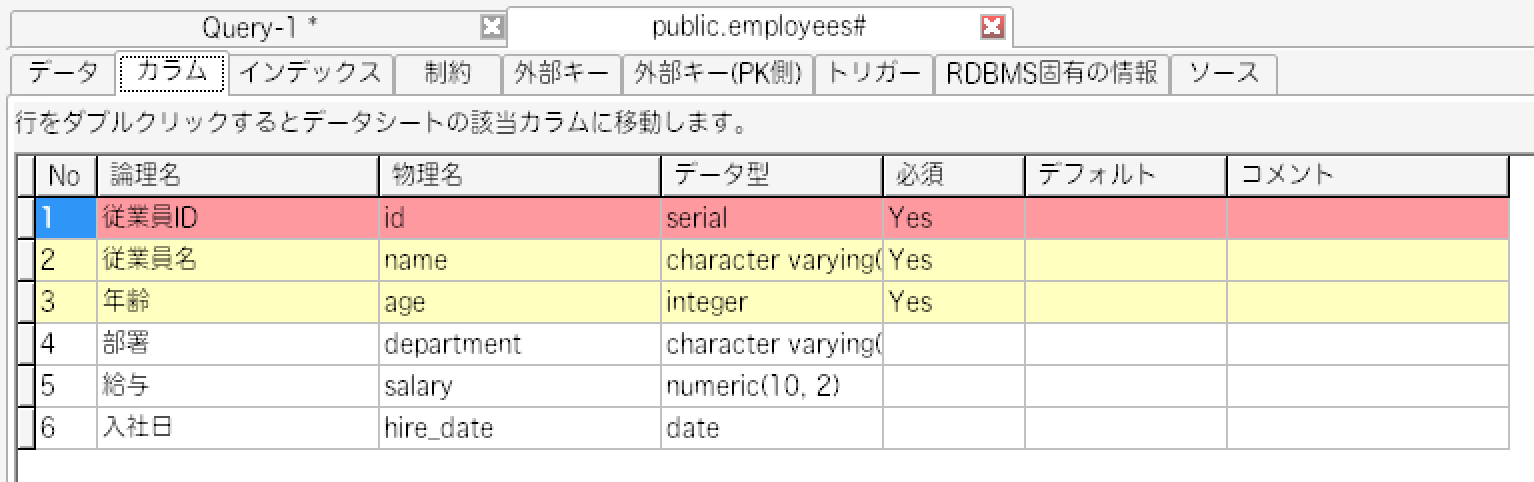 Query-1 * public.employees#
データ カラム インデックス 制約 外部キー 外部キー(PK側) トリガー RDBMS固有の情報 ソース
行をダブルクリックするとデータシートの該当カラムに移動します。
No 論理名 物理名 データ型 必須 デフォルト コメント
1 従業員ID id serial Yes
2 従業員名 name character varying( Yes
3 年齢 age integer Yes
4 部署 department character varying(
5 給与 salary numeric(10, 2)
6 入社日 hire_date date